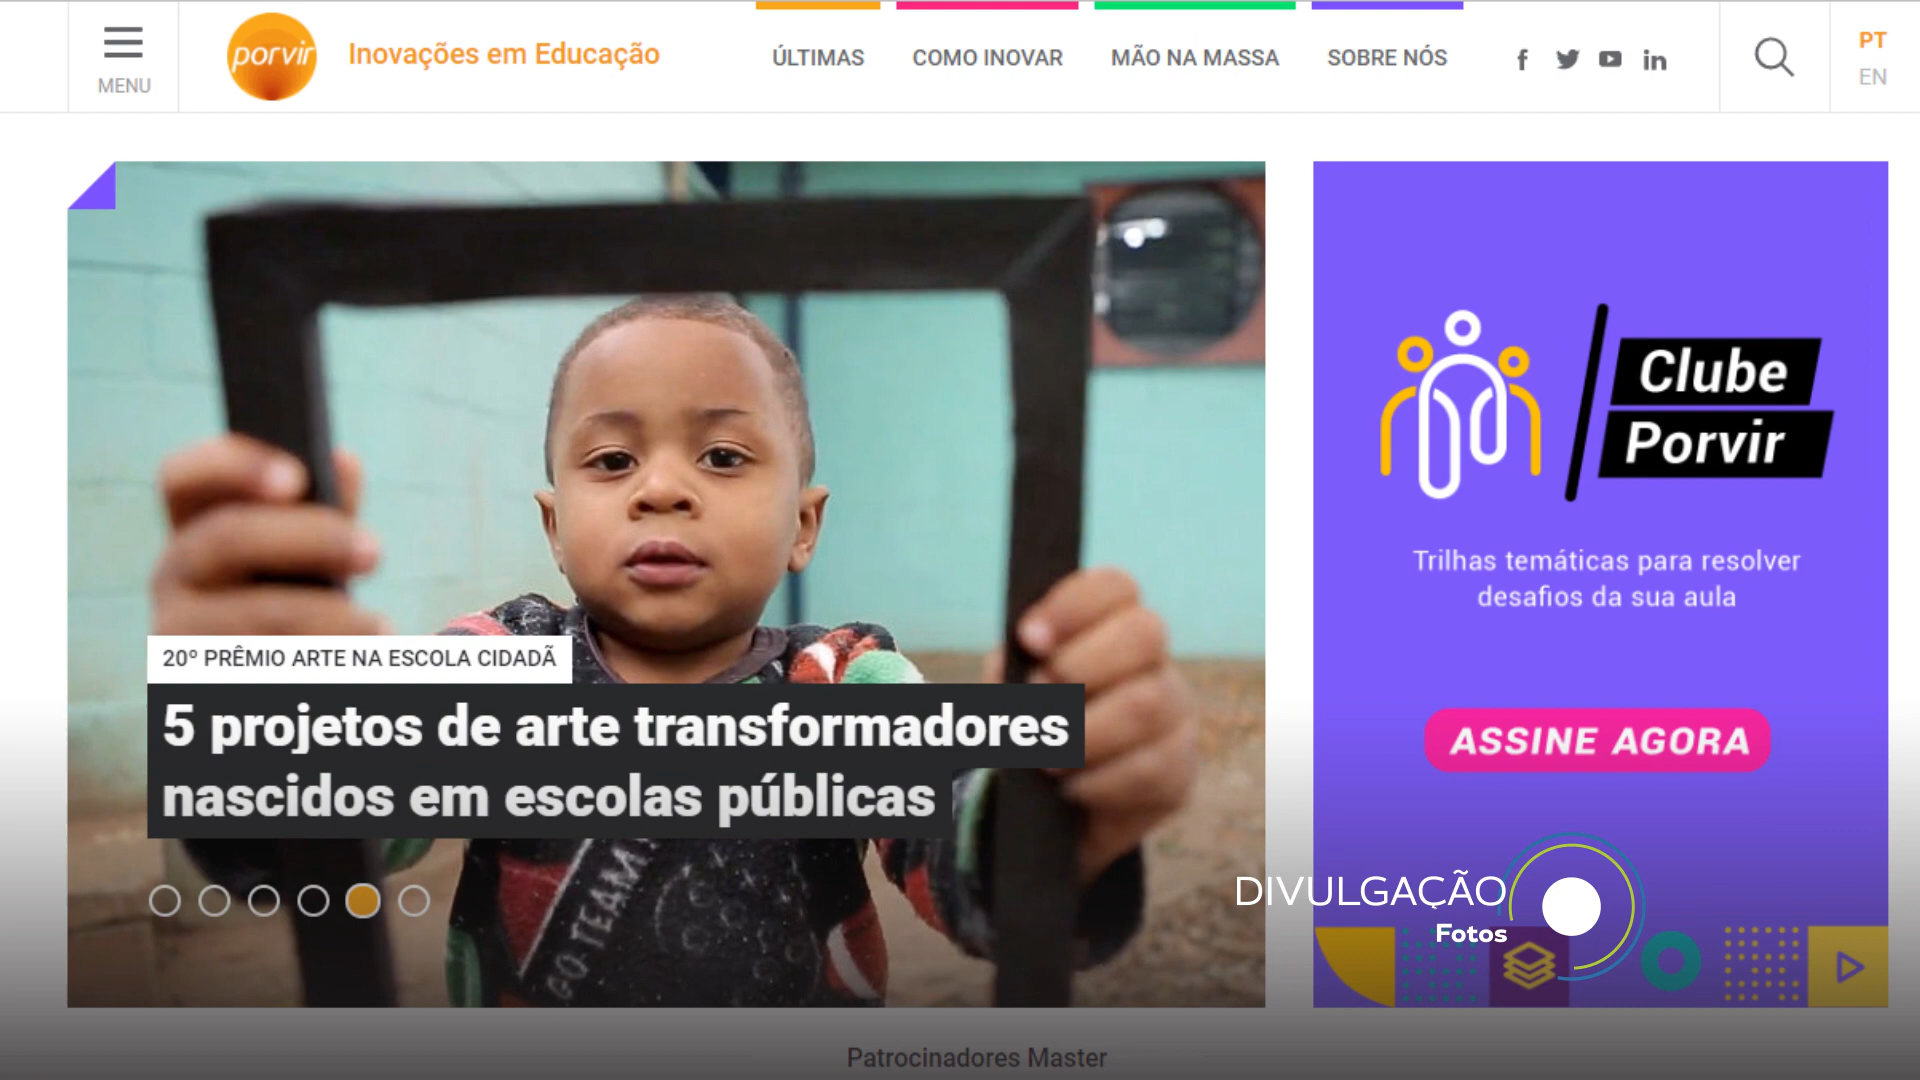 MENU
porvir
Inovações em Educação
ÚLTIMAS
COMO INOVAR
MÃO NA MASSA
SOBRE NÓS
PT
EN
20º PRÊMIO ARTE NA ESCOLA CIDADÃ
5 projetos de arte transformadores
nascidos em escolas públicas
GO TEAM
Clube
Porvir
Trilhas temáticas para resolver
desafios da sua aula
ASSINE AGORA
DIVULGAÇÃO
Fotos
Patrocinadores Master